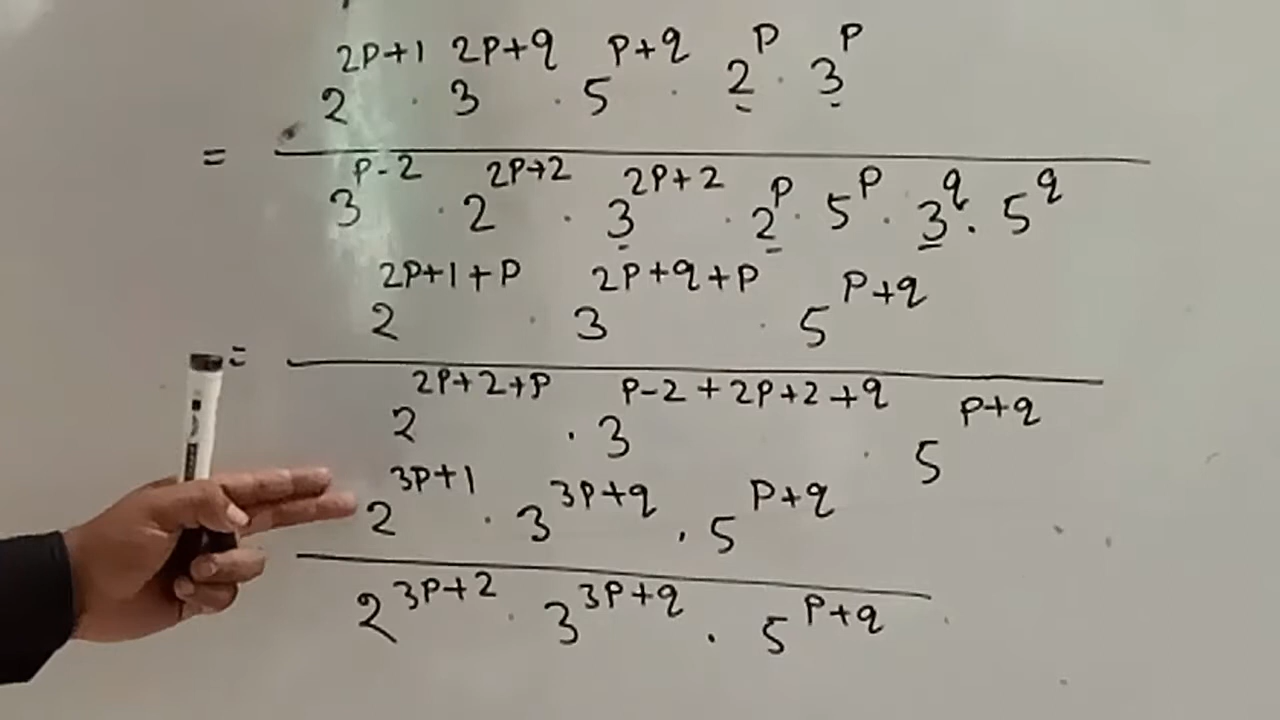 2^{2P+1} . 3^{2P+q} . 5^{P+q} . 2^P . 3^P
=
3^{P-2} . 2^{2P+2} . 3^{2P+2} . 2^P . 5^P . 3^q . 5^q
2^{2P+1+P} . 3^{2P+q+P} . 5^{P+q}
=
2^{2P+2+P} . 3^{P-2+2P+2+q} . 5^{P+q}
2^{3P+1} . 3^{3P+q} . 5^{P+q}
2^{3P+2} . 3^{3P+q} . 5^{P+q}